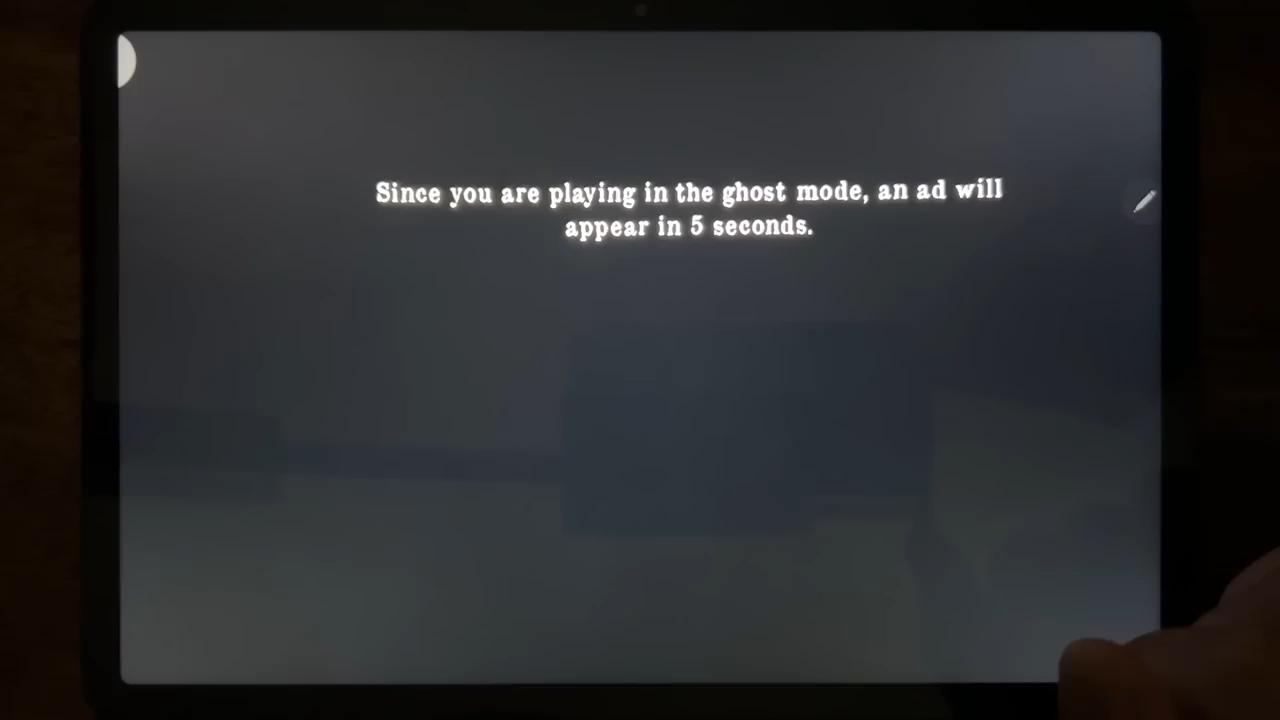 Since you are playing in the ghost mode, an ad will
appear in 5 seconds.